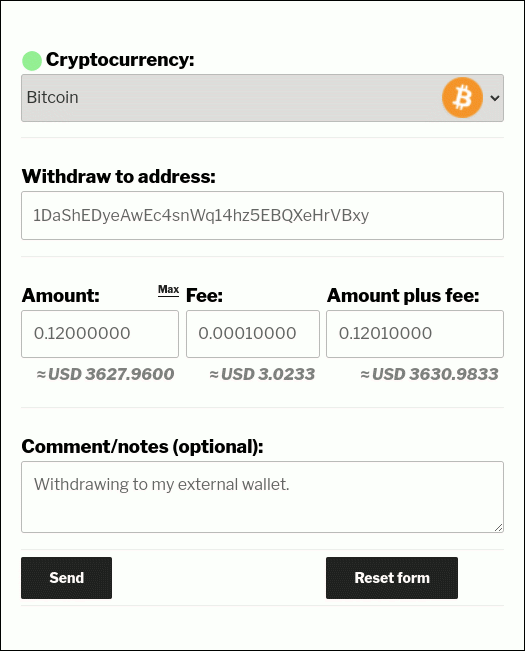 Cryptocurrency:
Bitcoin
Withdraw to address:
1DaShEDyeAwEc4snWq14hz5EBQXeHrVBxy
Amount: Max Fee: Amount plus fee:
0.12000000 0.00010000 0.12010000
≈ USD 3627.9600 ≈ USD 3.0233 ≈ USD 3630.9833
Comment/notes (optional):
Withdrawing to my external wallet.
Send Reset form